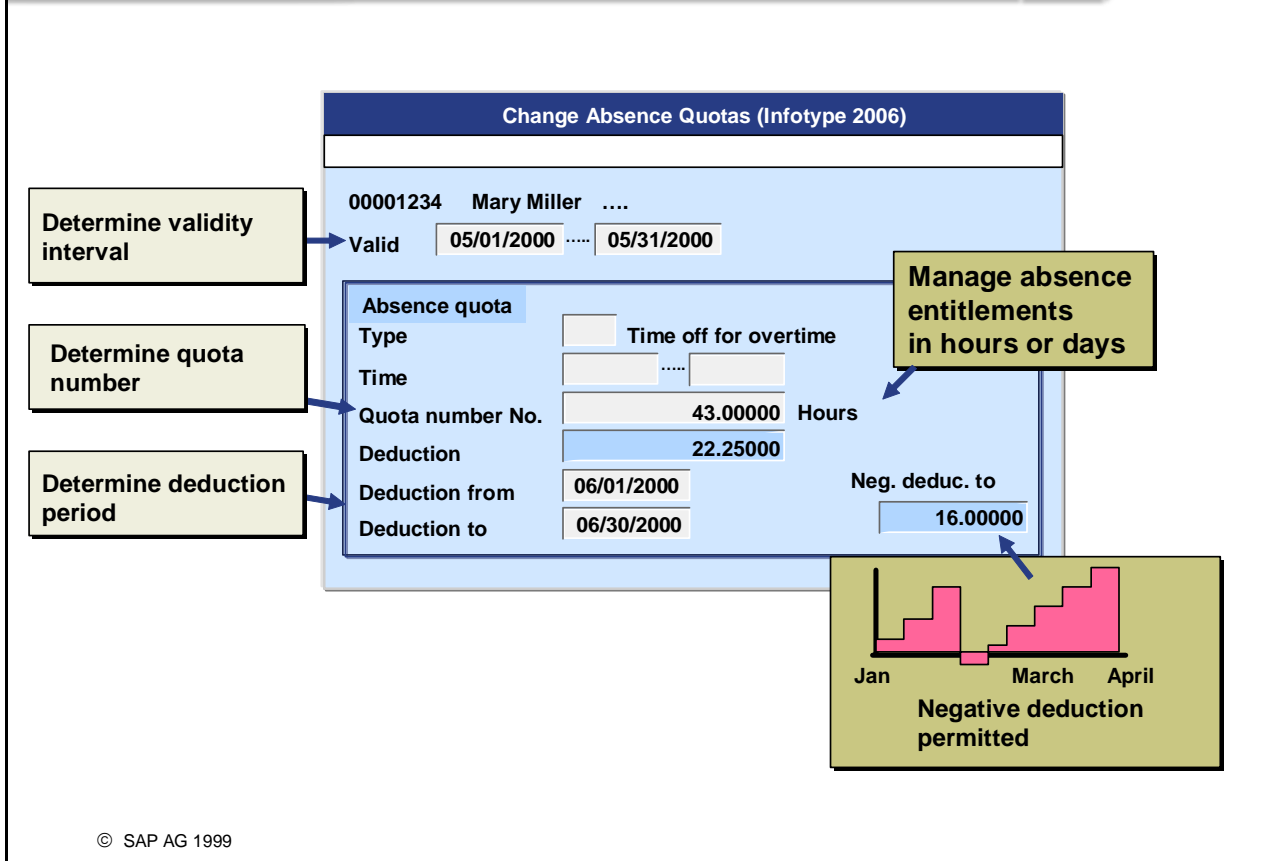 Change Absence Quotas (Infotype 2006)
00001234 Mary Miller ….
Valid 05/01/2000 ..... 05/31/2000
Determine validity
interval
Manage absence
entitlements
in hours or days
Absence quota
Type Time off for overtime
Time .....
Determine quota
number
Quota number No. 43.00000 Hours
Deduction 22.25000
Determine deduction
period
Deduction from 06/01/2000
Deduction to 06/30/2000
Neg. deduc. to
16.00000
Jan March April
Negative deduction
permitted
© SAP AG 1999